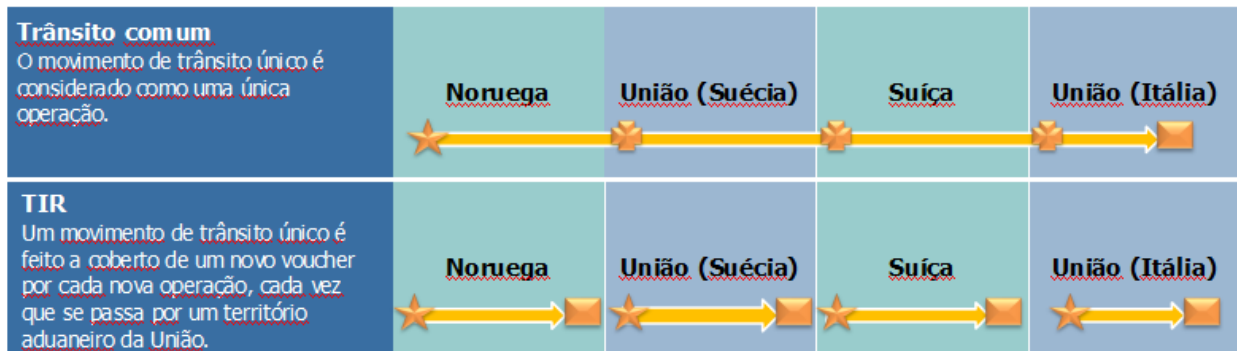 Trânsito comum
O movimento de trânsito único é
considerado como uma única
operação.
Noruega
União (Suécia)
Suíça
União (Itália)
TIR
Um movimento de trânsito único é
feito a coberto de um novo voucher
por cada nova operação, cada vez
que se passa por um território
aduaneiro da União.
Noruega
União (Suécia)
Suíça
União (Itália)